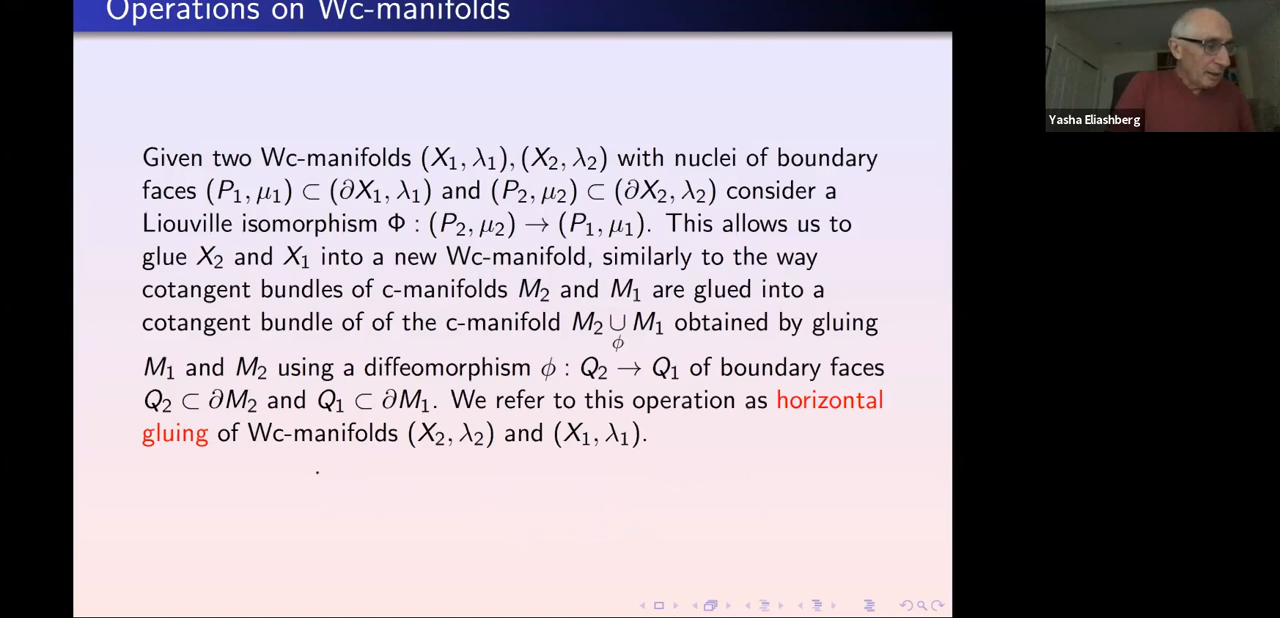 Operations on Wc-manifolds
Given two Wc-manifolds (X₁, λ₁), (X₂, λ₂) with nuclei of boundary
faces (P₁, μ₁) ⊂ (∂X₁, λ₁) and (P₂, μ₂) ⊂ (∂X₂, λ₂) consider a
Liouville isomorphism Φ : (P₂, μ₂) → (P₁, μ₁). This allows us to
glue X₂ and X₁ into a new Wc-manifold, similarly to the way
cotangent bundles of c-manifolds M₂ and M₁ are glued into a
cotangent bundle of of the c-manifold M₂ ∪ M₁ obtained by gluing
ϕ
M₁ and M₂ using a diffeomorphism ϕ : Q₂ → Q₁ of boundary faces
Q₂ ⊂ ∂M₂ and Q₁ ⊂ ∂M₁. We refer to this operation as horizontal
gluing of Wc-manifolds (X₂, λ₂) and (X₁, λ₁).
.
Yasha Eliashberg